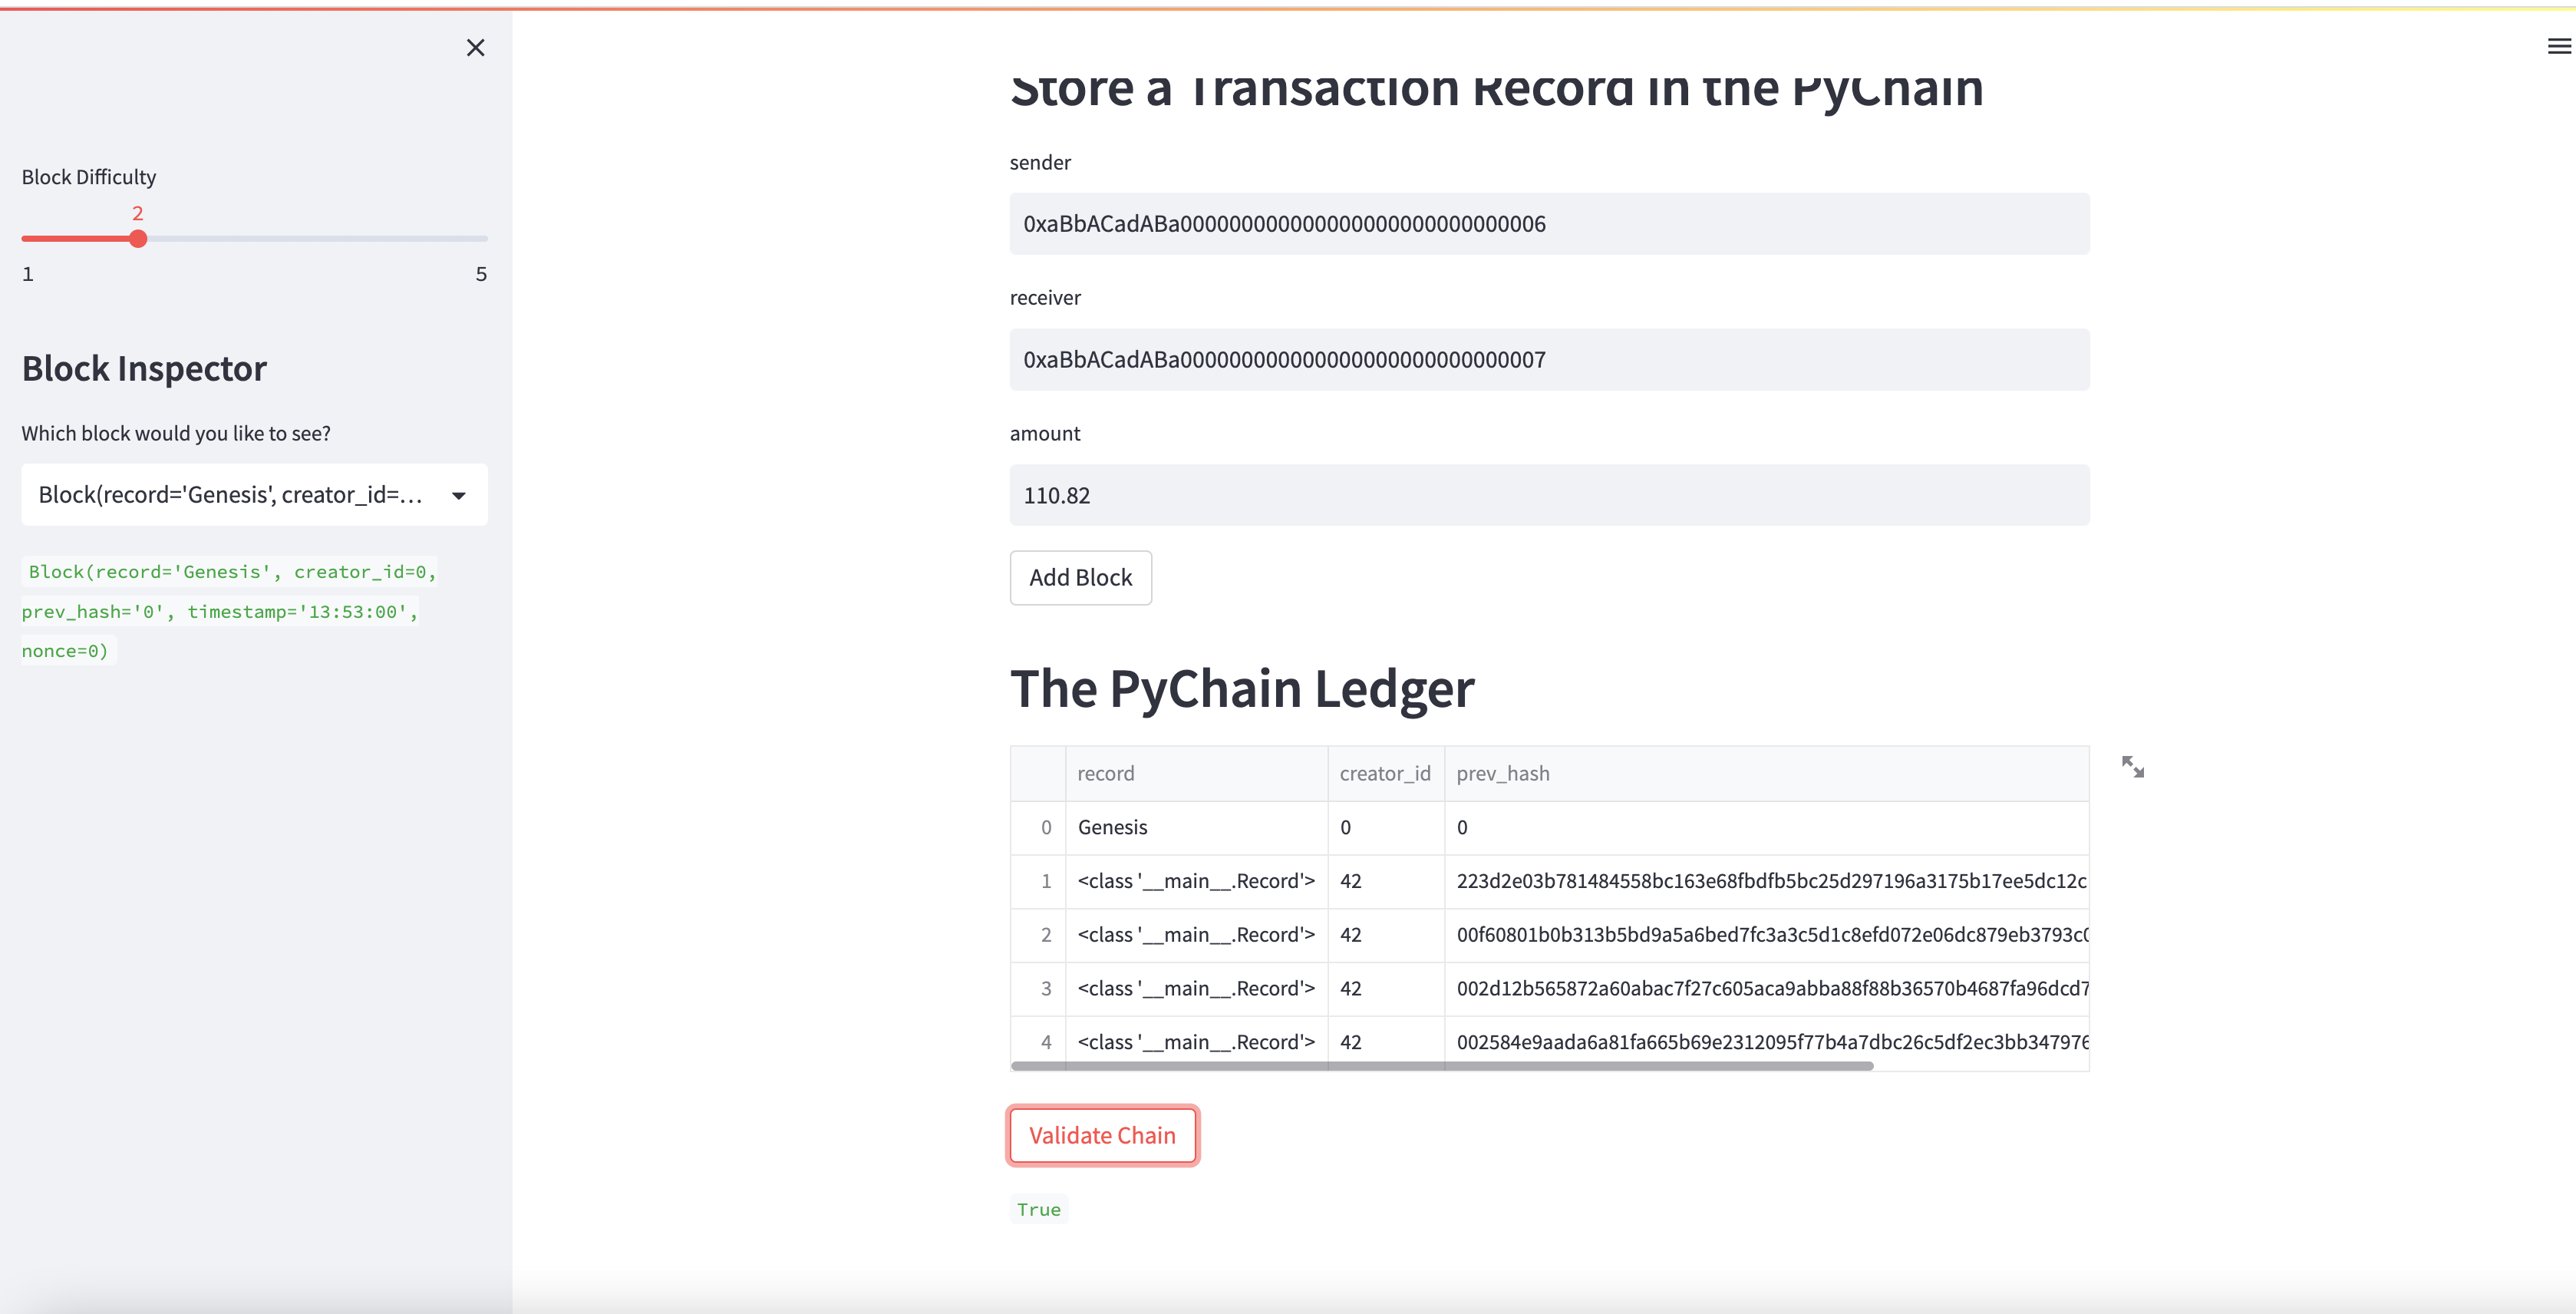 Block Difficulty
2
1 5
Block Inspector
Which block would you like to see?
Block(record='Genesis', creator_id=...
Block(record='Genesis', creator_id=0,
prev_hash='0', timestamp='13:53:00',
nonce=0)
Store a Transaction Record in the PyChain
sender
0xaBbACadABa000000000000000000000000000006
receiver
0xaBbACadABa000000000000000000000000000007
amount
110.82
Add Block
The PyChain Ledger
record creator_id prev_hash
0 Genesis 0 0
1 <class '__main__.Record'> 42 223d2e03b781484558bc163e68fbdfb5bc25d297196a3175b17ee5dc12c
2 <class '__main__.Record'> 42 00f60801b0b313b5bd9a5a6bed7fc3a3c5d1c8efd072e06dc879eb3793c0
3 <class '__main__.Record'> 42 002d12b565872a60abac7f27c605aca9abba88f88b36570b4687fa96dcd7
4 <class '__main__.Record'> 42 002584e9aada6a81fa665b69e2312095f77b4a7dbc26c5df2ec3bb347976
Validate Chain
True